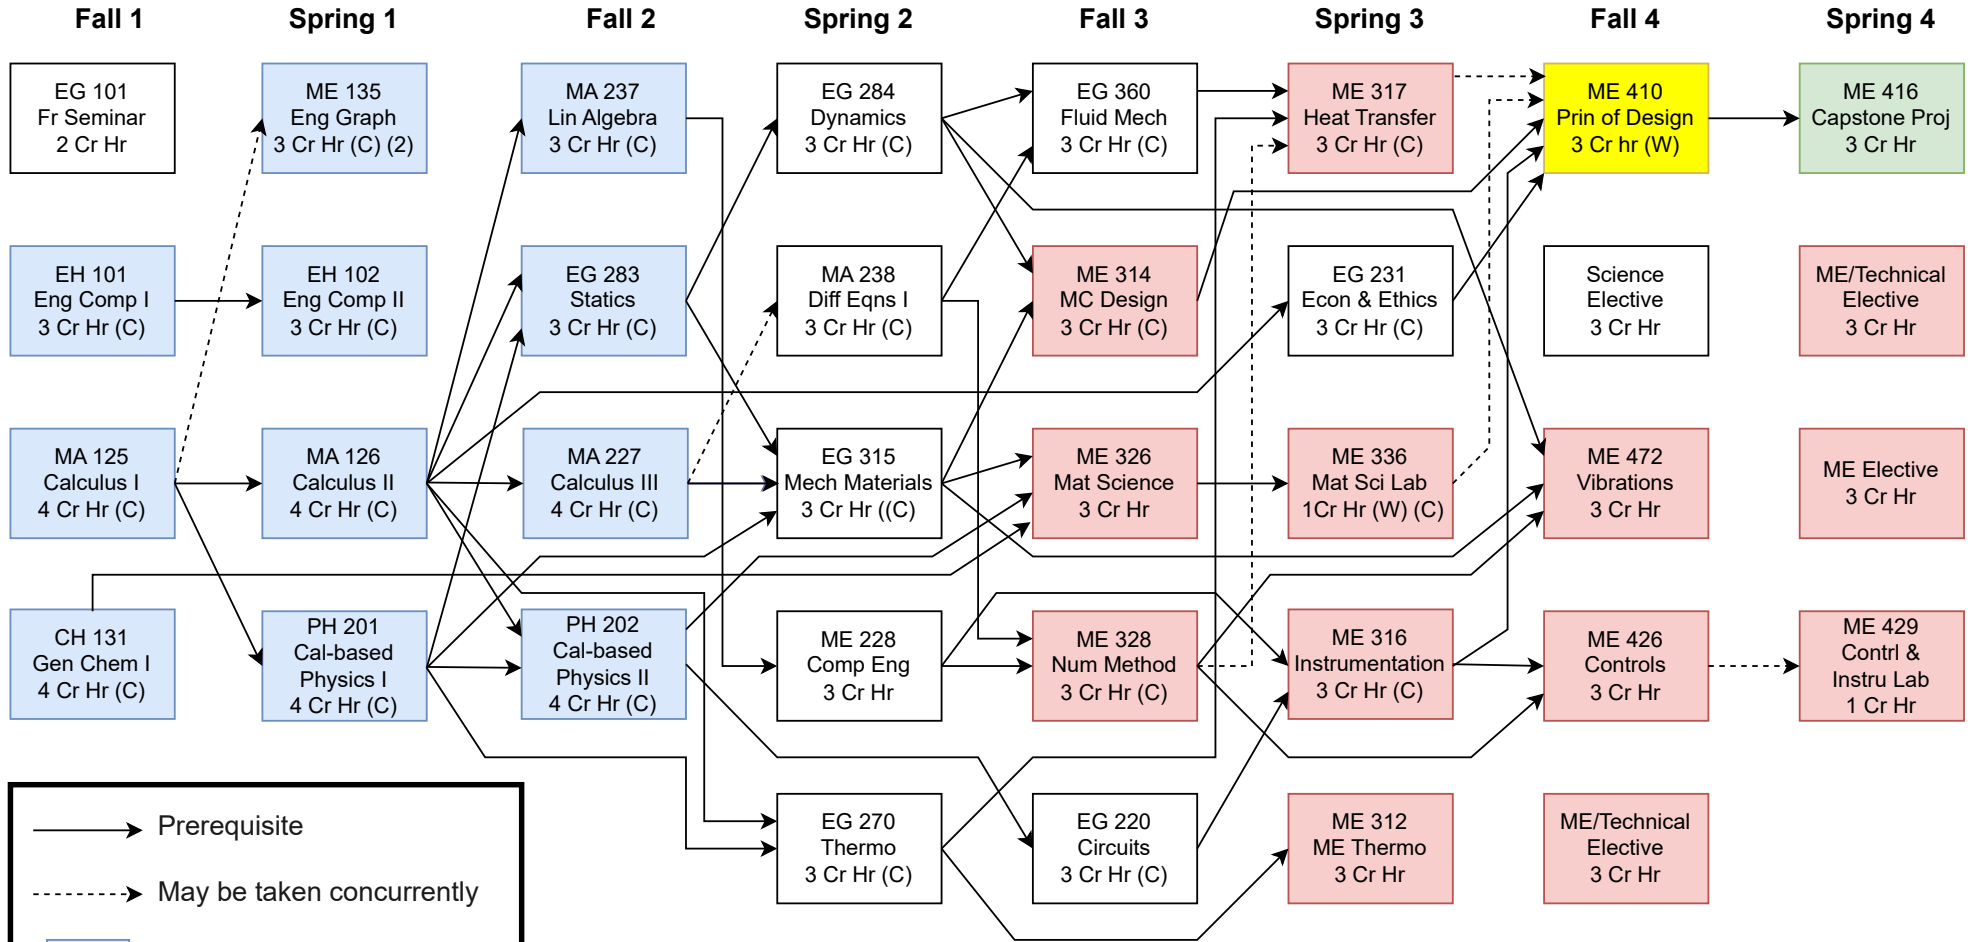 Fall 1
Spring 1
Fall 2
Spring 2
Fall 3
Spring 3
Fall 4
Spring 4
EG 101
Fr Seminar
2 Cr Hr
ME 135
Eng Graph
3 Cr Hr (C) (2)
MA 237
Lin Algebra
3 Cr Hr (C)
EG 284
Dynamics
3 Cr Hr (C)
EG 360
Fluid Mech
3 Cr Hr (C)
ME 317
Heat Transfer
3 Cr Hr (C)
ME 410
Prin of Design
3 Cr hr (W)
ME 416
Capstone Proj
3 Cr Hr
EH 101
Eng Comp I
3 Cr Hr (C)
EH 102
Eng Comp II
3 Cr Hr (C)
EG 283
Statics
3 Cr Hr (C)
MA 238
Diff Eqns I
3 Cr Hr (C)
ME 314
MC Design
3 Cr Hr (C)
EG 231
Econ & Ethics
3 Cr Hr (C)
Science
Elective
3 Cr Hr
ME/Technical
Elective
3 Cr Hr
MA 125
Calculus I
4 Cr Hr (C)
MA 126
Calculus II
4 Cr Hr (C)
MA 227
Calculus III
4 Cr Hr (C)
EG 315
Mech Materials
3 Cr Hr ((C)
ME 326
Mat Science
3 Cr Hr
ME 336
Mat Sci Lab
1Cr Hr (W) (C)
ME 472
Vibrations
3 Cr Hr
ME Elective
3 Cr Hr
CH 131
Gen Chem I
4 Cr Hr (C)
PH 201
Cal-based
Physics I
4 Cr Hr (C)
PH 202
Cal-based
Physics II
4 Cr Hr (C)
ME 228
Comp Eng
3 Cr Hr
ME 328
Num Method
3 Cr Hr (C)
ME 316
Instrumentation
3 Cr Hr (C)
ME 426
Controls
3 Cr Hr
ME 429
Contrl &
Instru Lab
1 Cr Hr
EG 270
Thermo
3 Cr Hr (C)
EG 220
Circuits
3 Cr Hr (C)
ME 312
ME Thermo
3 Cr Hr
ME/Technical
Elective
3 Cr Hr
Prerequisite
May be taken concurrently